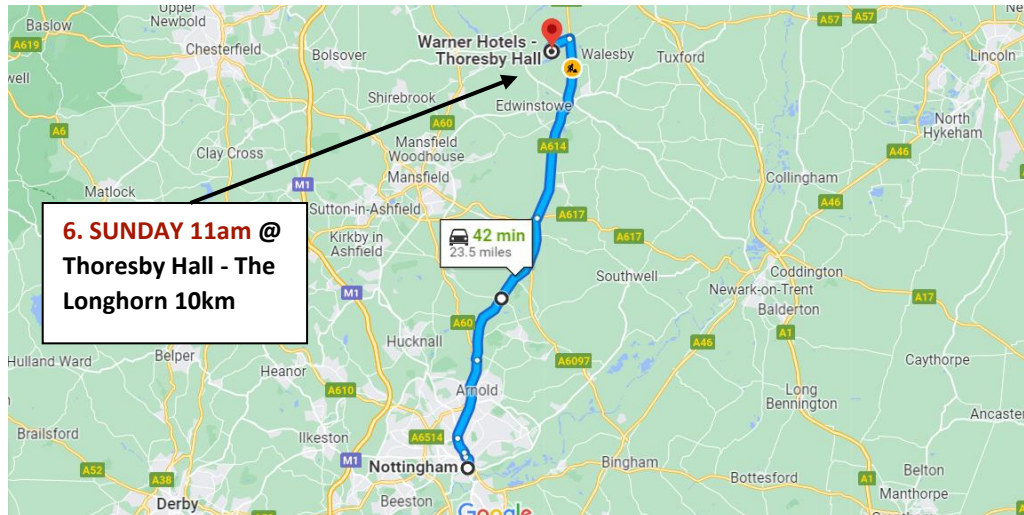 Baslow
Upper
Newbold
A619
Chesterfield
Bolsover
Warner Hotels -
Thoresby Hall
Walesby
Tuxford
A57
A57
Lincoln
Shirebrook
Edwinstowe
North
Hykeham
A6
A60
A614
A46
Clay Cross
Mansfield
Woodhouse
Mansfield
Collingham
Matlock
M1
A46
6. SUNDAY 11am @
Thoresby Hall - The
Longhorn 10km
Sutton-in-Ashfield
A617
Kirkby in
Ashfield
42 min
23.5 miles
A617
Southwell
Coddington
Newark-on-Trent
Balderton
M1
A17
A60
Hucknall
A1
Hulland Ward
Belper
Heanor
A6097
A46
Caythorpe
A610
Arnold
Long
Bennington
Ancaster
Brailsford
Ilkeston
A6514
M1
Nottingham
Bingham
A52
A38
Bottesford
A1
Belton
Manthorpe
Derby
Beeston
Google